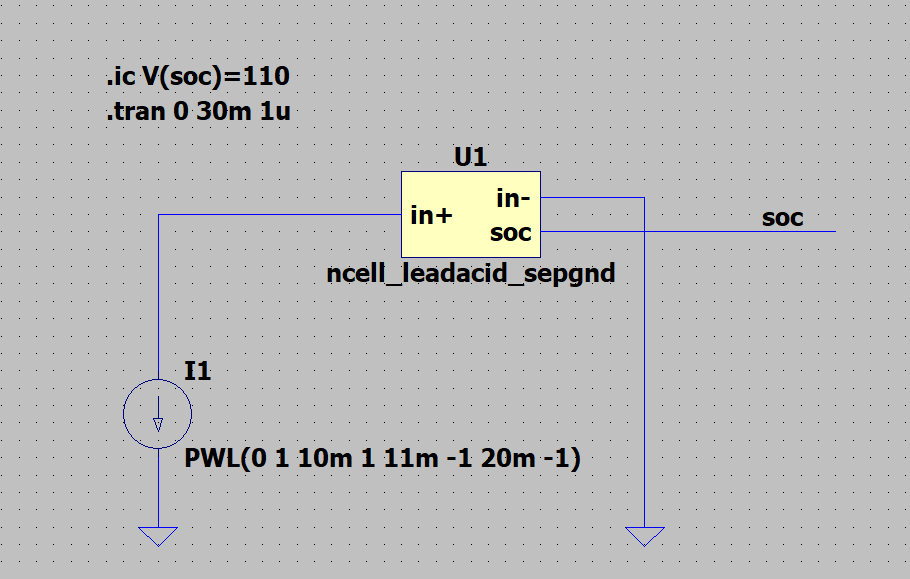 .ic V(soc)=110
.tran 0 30m 1u
U1
in+
in-
soc
soc
ncell_leadacid_sepgnd
I1
PWL(0 1 10m 1 11m -1 20m -1)